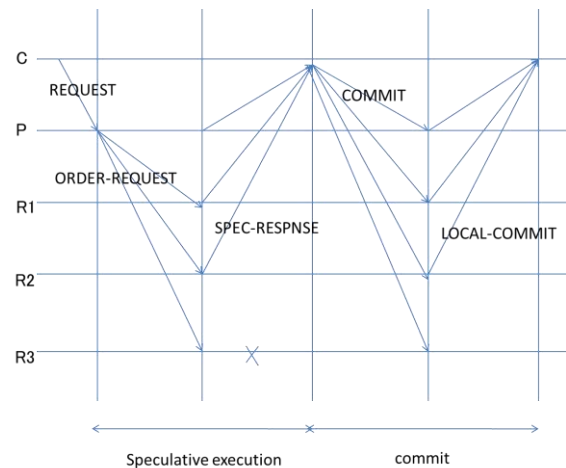 C
REQUEST
COMMIT
P
ORDER-REQUEST
R1
SPEC-RESPNSE
LOCAL-COMMIT
R2
R3
Speculative execution
commit